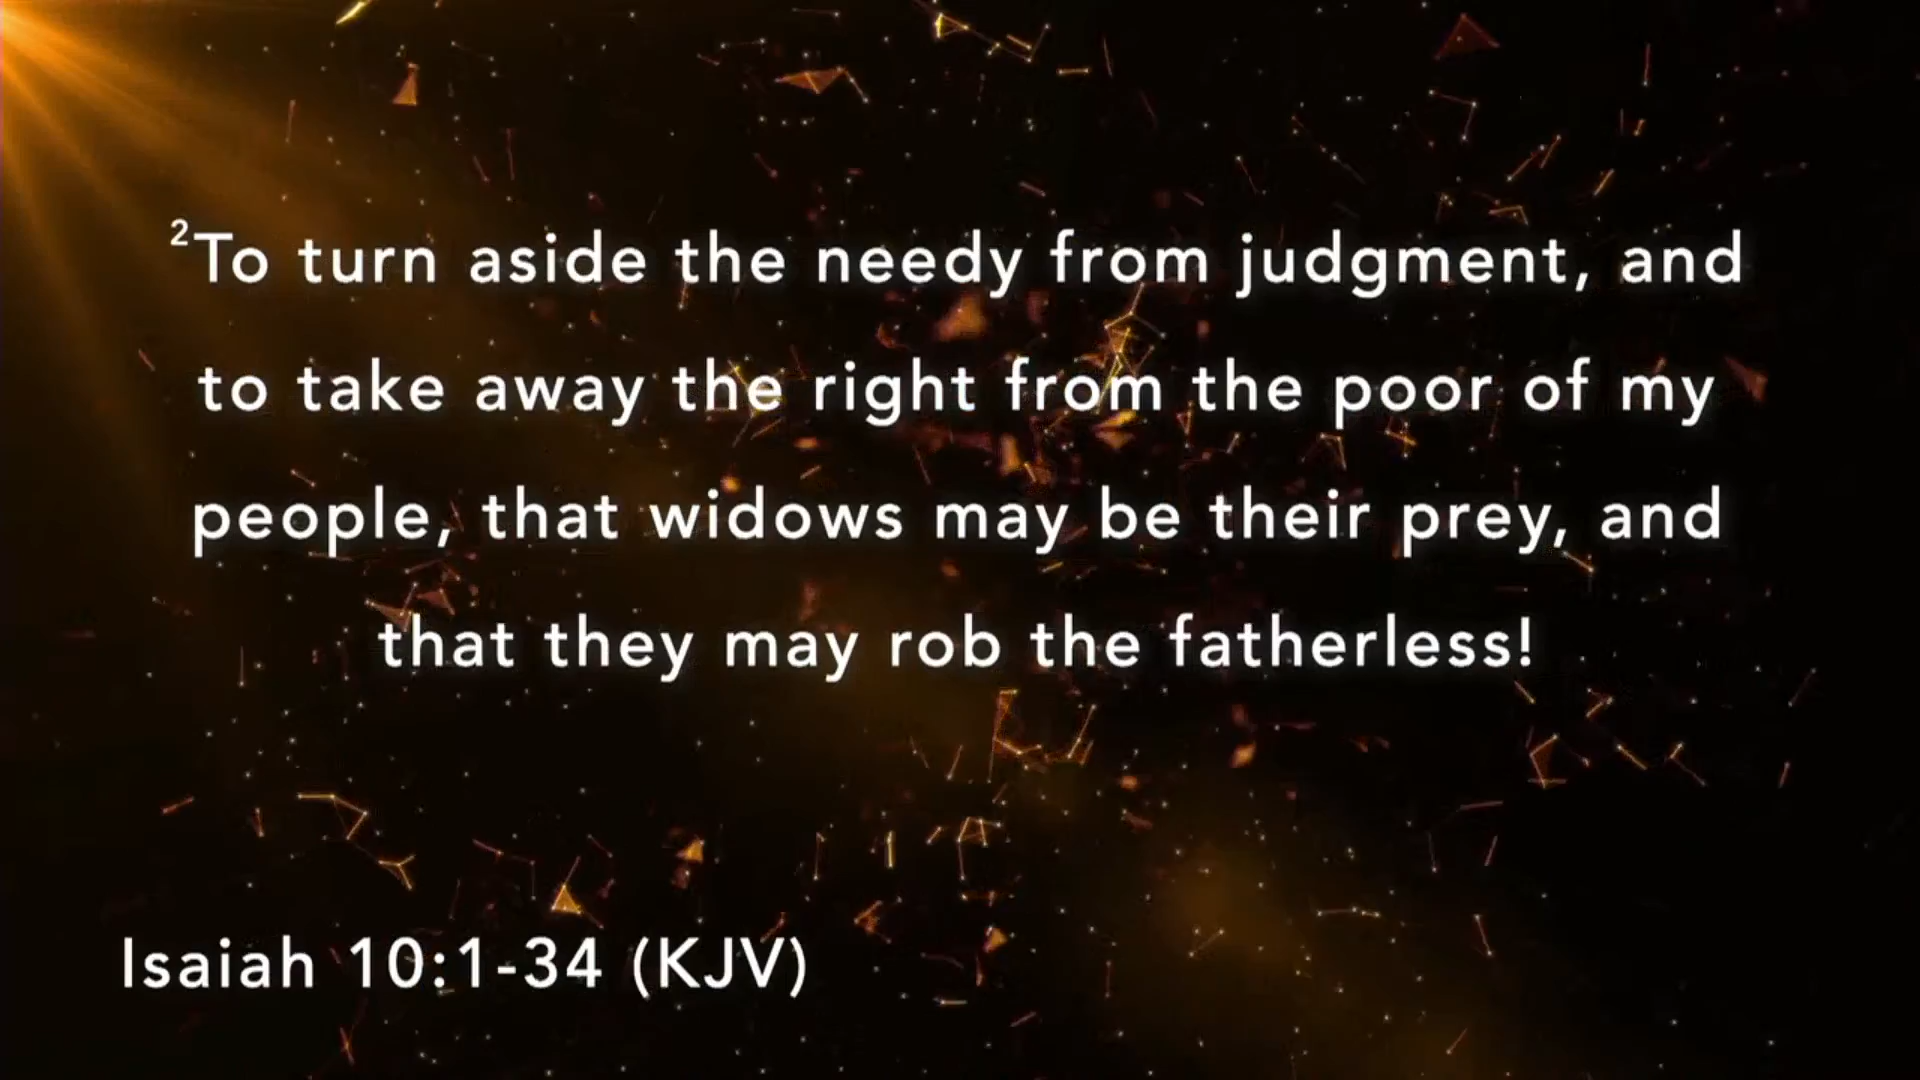 ²To turn aside the needy from judgment, and
to take away the right from the poor of my
people, that widows may be their prey, and
that they may rob the fatherless!
Isaiah 10:1-34 (KJV)